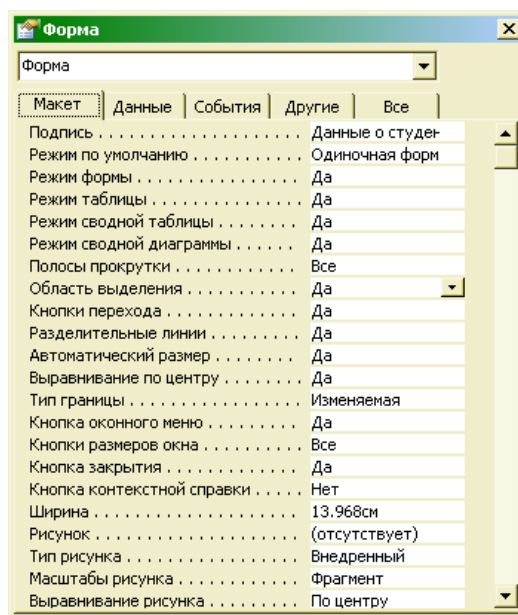 Форма
Форма
Макет Данные События Другие Все
Подпись . . . . . . . . . . . . . . . . . . . . . Данные о студен
Режим по умолчанию . . . . . . . . . . . Одиночная форм
Режим формы . . . . . . . . . . . . . . . . . Да
Режим таблицы . . . . . . . . . . . . . . . . Да
Режим сводной таблицы . . . . . . . . Да
Режим сводной диаграммы . . . . . . Да
Полосы прокрутки . . . . . . . . . . . . . Все
Область выделения . . . . . . . . . . . . Да
Кнопки перехода . . . . . . . . . . . . . . Да
Разделительные линии . . . . . . . . . Да
Автоматический размер . . . . . . . . Да
Выравнивание по центру . . . . . . . . Да
Тип границы . . . . . . . . . . . . . . . . . . Изменяемая
Кнопка оконного меню . . . . . . . . . . Да
Кнопки размеров окна . . . . . . . . . . Все
Кнопка закрытия . . . . . . . . . . . . . . Да
Кнопка контекстной справки . . . . . Нет
Ширина . . . . . . . . . . . . . . . . . . . . . . 13.968см
Рисунок . . . . . . . . . . . . . . . . . . . . . (отсутствует)
Тип рисунка . . . . . . . . . . . . . . . . . . Внедренный
Масштабы рисунка . . . . . . . . . . . . . Фрагмент
Выравнивание рисунка . . . . . . . . . . По центру